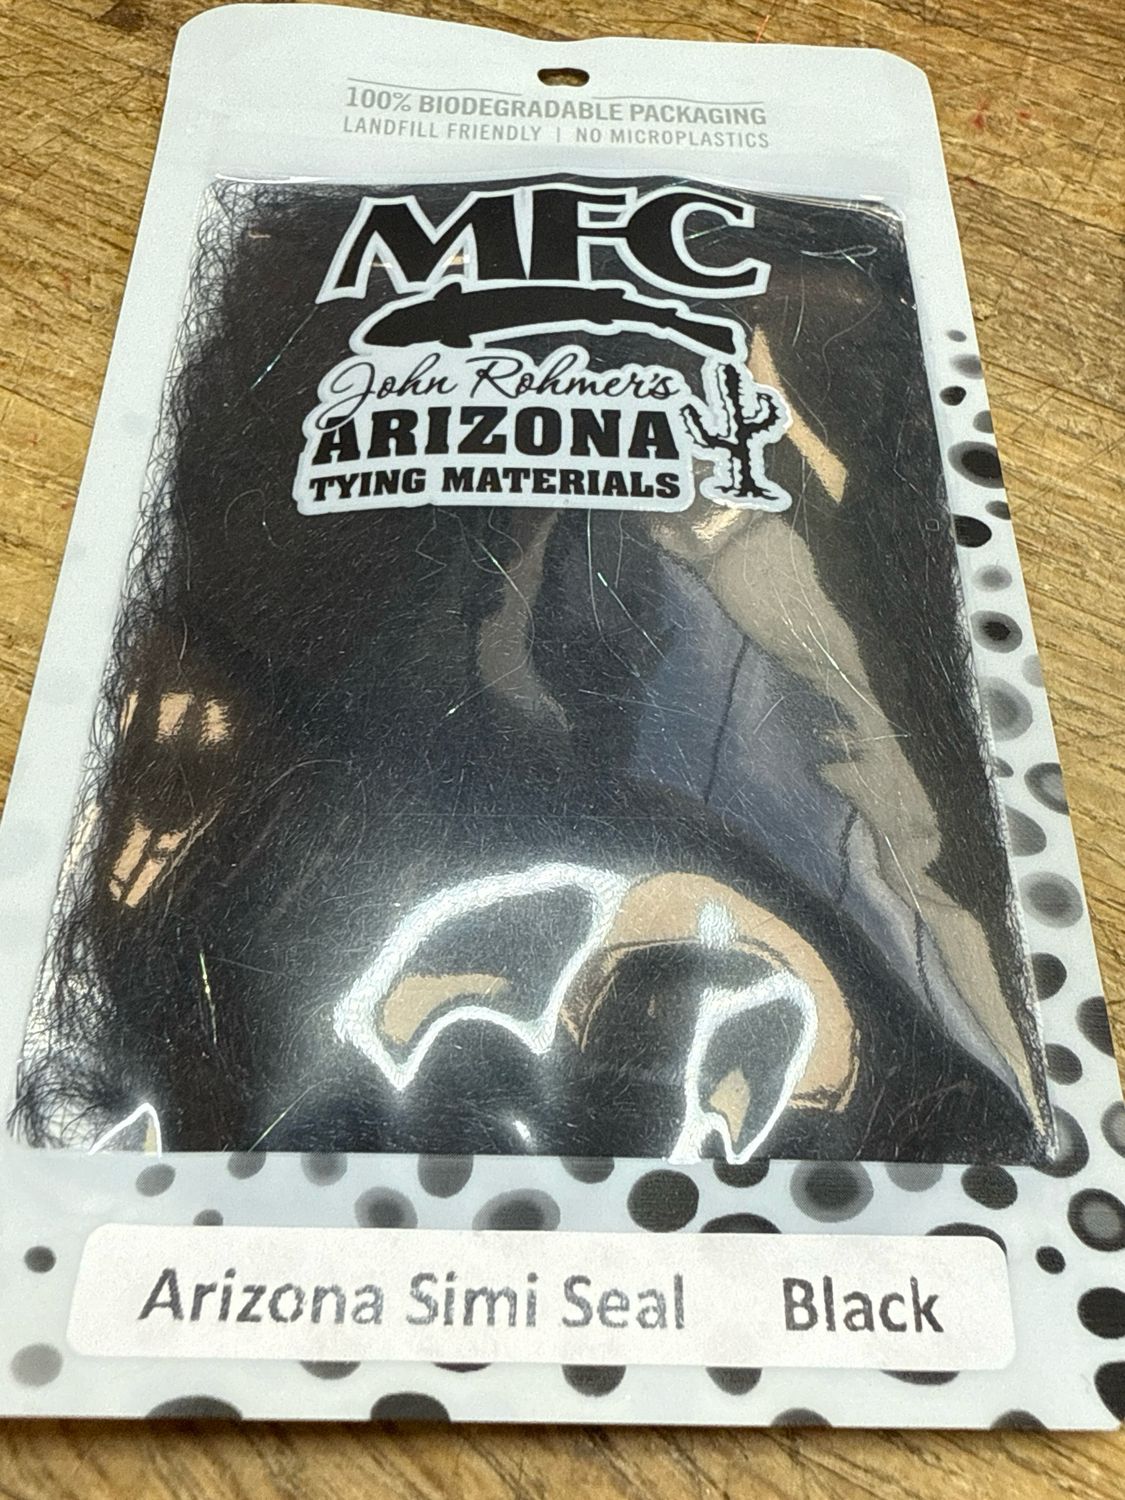 100% BIODEGRADABLE PACKAGING
LANDFILL FRIENDLY | NO MICROPLASTICS
MFC
John Rohmer's
ARIZONA
TYING MATERIALS
Arizona Simi Seal Black